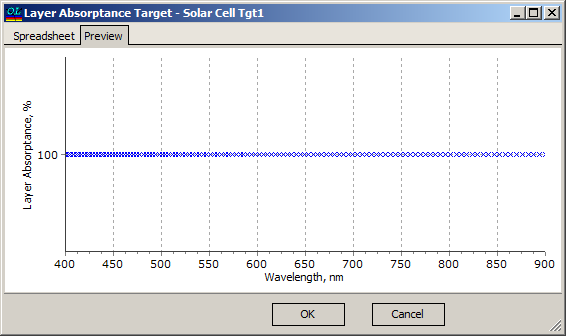 OL Layer Absorptance Target - Solar Cell Tgt1
Spreadsheet Preview
Layer Absorptance, %
100
400 450 500 550 600 650 700 750 800 850 900
Wavelength, nm
OK Cancel